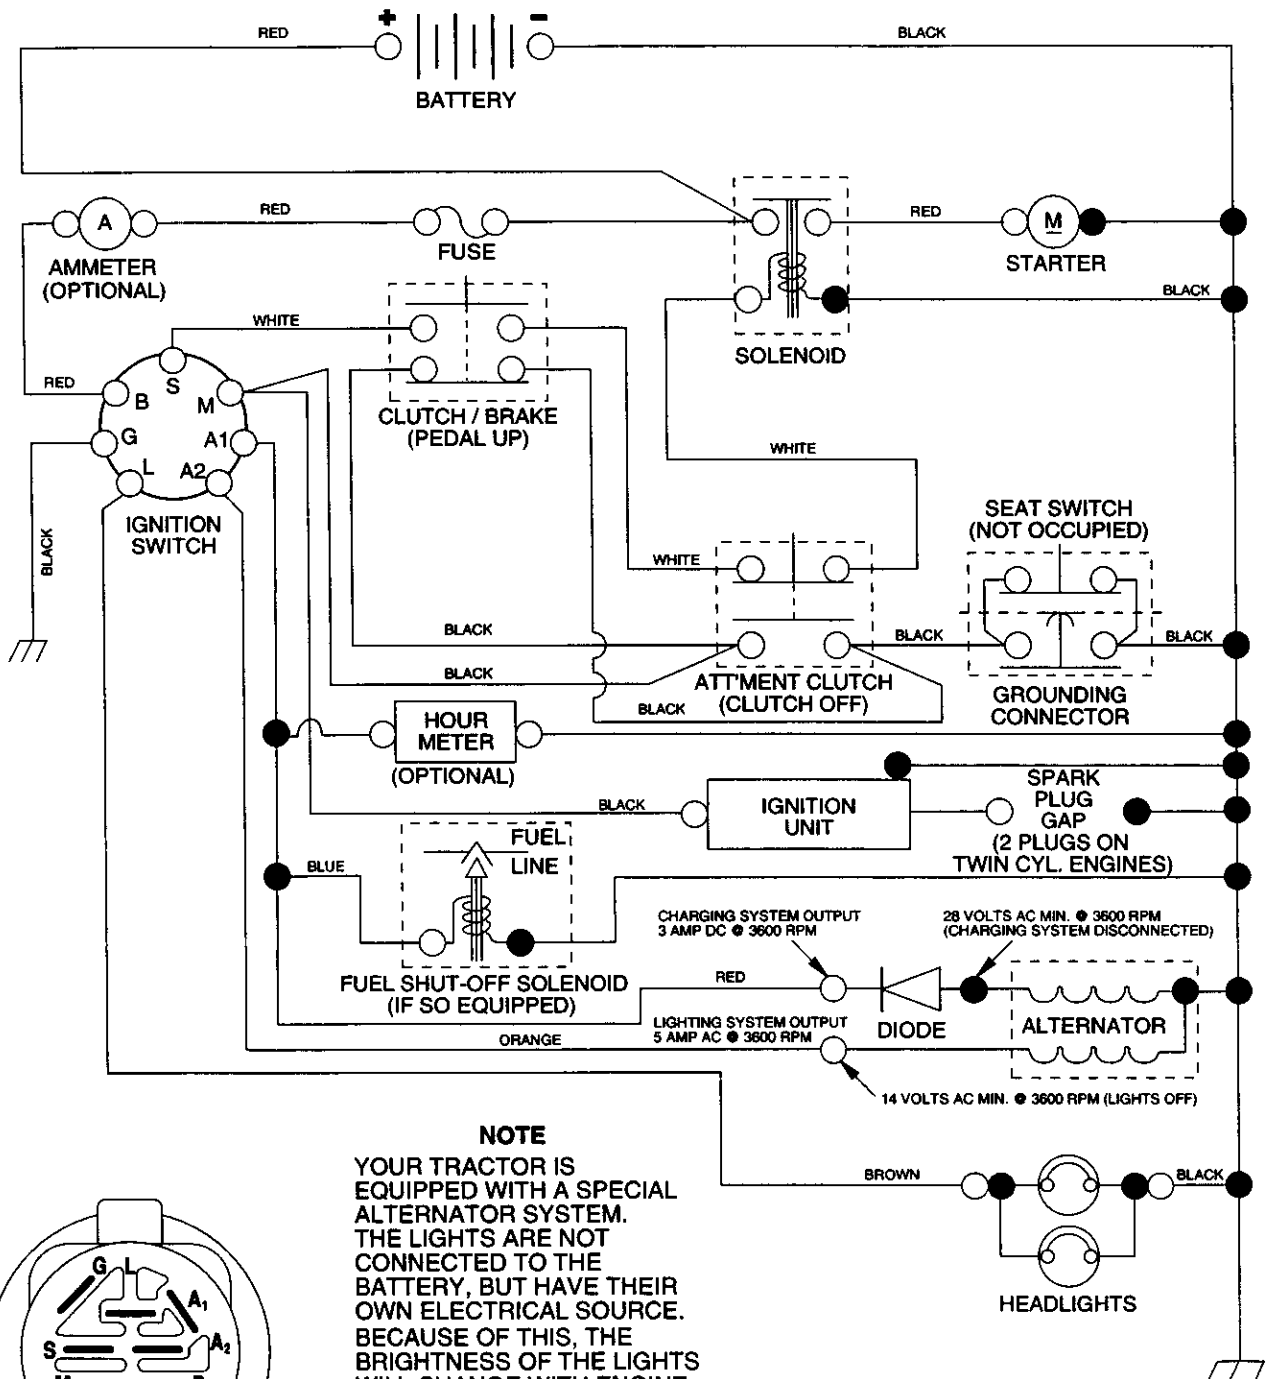 + -
RED
BLACK
BATTERY
A
RED
FUSE
RED
M
AMMETER
(OPTIONAL)
STARTER
BLACK
SOLENOID
WHITE
RED
S
B
M
G
A1
L
A2
CLUTCH / BRAKE
(PEDAL UP)
IGNITION
SWITCH
BLACK
WHITE
SEAT SWITCH
(NOT OCCUPIED)
WHITE
BLACK
BLACK
BLACK
BLACK
ATT'MENT CLUTCH
(CLUTCH OFF)
BLACK
GROUNDING
CONNECTOR
HOUR
METER
(OPTIONAL)
BLACK
IGNITION
UNIT
SPARK
PLUG
GAP
(2 PLUGS ON
TWIN CYL. ENGINES)
FUEL
LINE
BLUE
FUEL SHUT-OFF SOLENOID
(IF SO EQUIPPED)
CHARGING SYSTEM OUTPUT
3 AMP DC @ 3600 RPM
28 VOLTS AC MIN. @ 3600 RPM
(CHARGING SYSTEM DISCONNECTED)
RED
DIODE
ALTERNATOR
LIGHTING SYSTEM OUTPUT
5 AMP AC @ 3600 RPM
ORANGE
14 VOLTS AC MIN. @ 3600 RPM (LIGHTS OFF)
BROWN
BLACK
HEADLIGHTS
NOTE
YOUR TRACTOR IS
EQUIPPED WITH A SPECIAL
ALTERNATOR SYSTEM.
THE LIGHTS ARE NOT
CONNECTED TO THE
BATTERY, BUT HAVE THEIR
OWN ELECTRICAL SOURCE.
BECAUSE OF THIS, THE
BRIGHTNESS OF THE LIGHTS
WILL CHANGE WITH ENGINE
G L
A1
A2
S